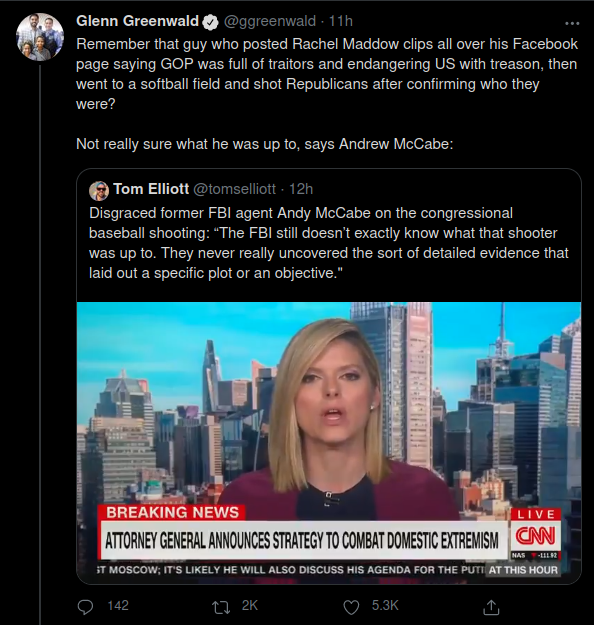 Glenn Greenwald @ggreenwald · 11h
Remember that guy who posted Rachel Maddow clips all over his Facebook
page saying GOP was full of traitors and endangering US with treason, then
went to a softball field and shot Republicans after confirming who they
were?
Not really sure what he was up to, says Andrew McCabe:
Tom Elliott @tomselliott · 12h
Disgraced former FBI agent Andy McCabe on the congressional
baseball shooting: “The FBI still doesn’t exactly know what that shooter
was up to. They never really uncovered the sort of detailed evidence that
laid out a specific plot or an objective."
BREAKING NEWS
LIVE
ATTORNEY GENERAL ANNOUNCES STRATEGY TO COMBAT DOMESTIC EXTREMISM
CNN
NAS -111.92
IT MOSCOW; IT'S LIKELY HE WILL ALSO DISCUSS HIS AGENDA FOR THE PUTI
AT THIS HOUR
142 2K 5.3K